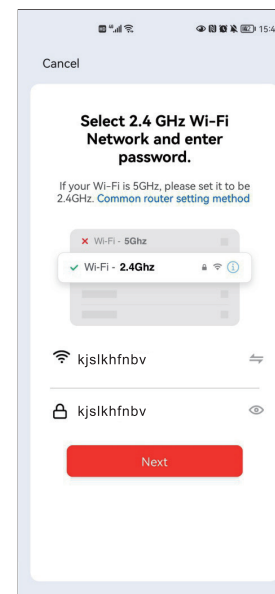 15:4
Cancel
Select 2.4 GHz Wi-Fi
Network and enter
password.
If your Wi-Fi is 5GHz, please set it to be
2.4GHz. Common router setting method
Wi-Fi - 5Ghz
Wi-Fi - 2.4Ghz
kjslkhfnbv
kjslkhfnbv
Next